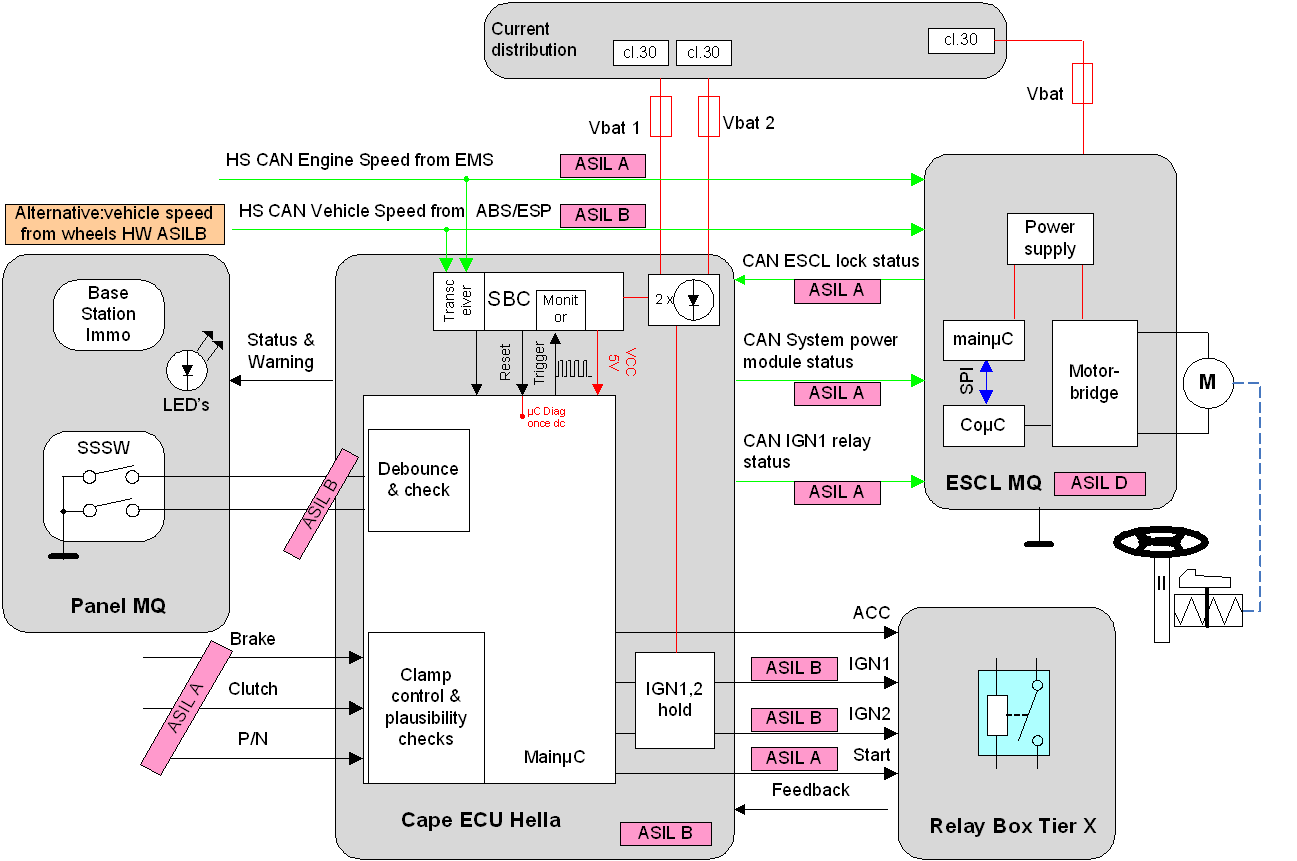 Current
distribution
cl.30
cl.30
cl.30
Vbat 1
Vbat 2
Vbat
HS CAN Engine Speed from EMS
ASIL A
Alternative:vehicle speed
from wheels HW ASILB
HS CAN Vehicle Speed from ABS/ESP
ASIL B
Base
Station
Immo
LED's
Status &
Warning
SSSW
Panel MQ
ASIL B
Transc
eiver
SBC
Monit
or
2 x
Reset
Trigger
VCC
5V
µC Diag
once dc
Debounce
& check
CAN ESCL lock status
ASIL A
CAN System power
module status
ASIL A
CAN IGN1 relay
status
ASIL A
Power
supply
mainµC
SPI
CoµC
Motor-
bridge
M
ESCL MQ
ASIL D
Brake
Clutch
P/N
ASIL A
Clamp
control &
plausibility
checks
MainµC
IGN1,2
hold
Cape ECU Hella
ASIL B
ACC
ASIL B
IGN1
ASIL B
IGN2
ASIL A
Start
Feedback
Relay Box Tier X